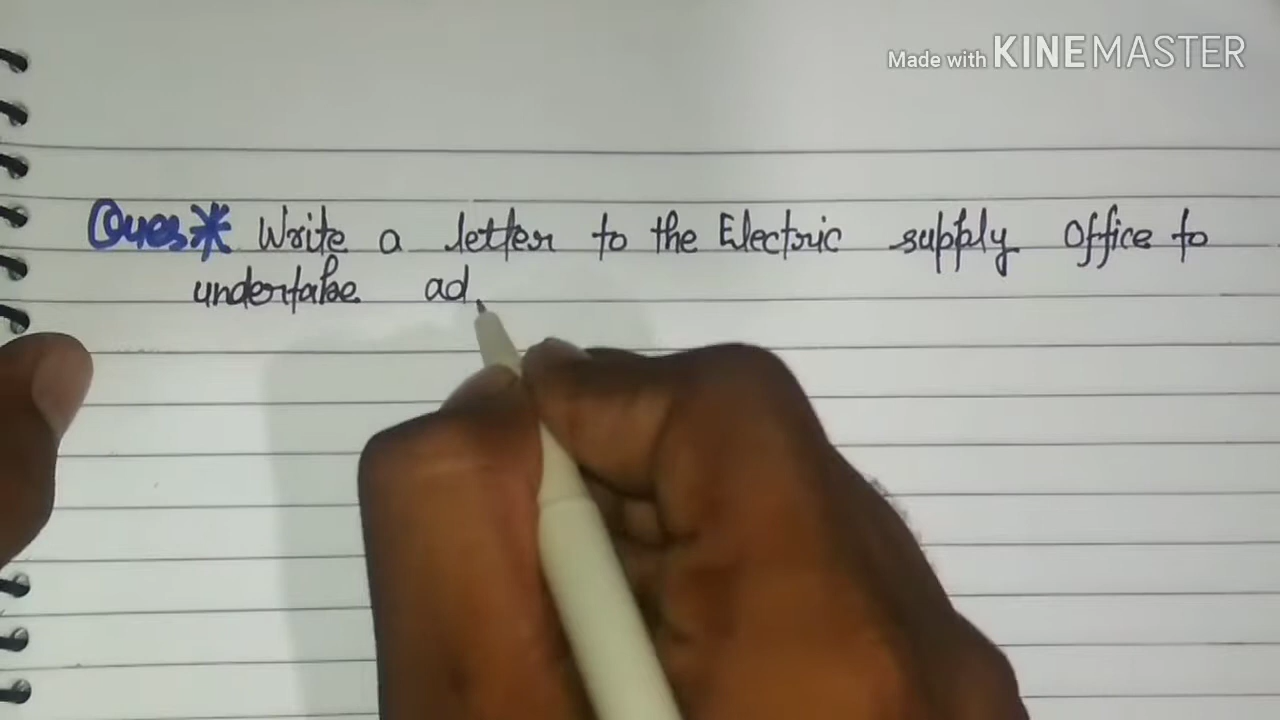 Made with KINEMASTER
Ques* Write a letter to the Electric supply Office to
undertake ad